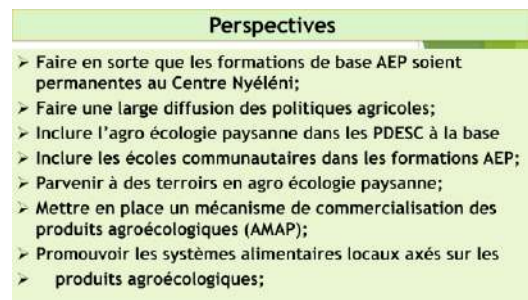 Perspectives
➢ Faire en sorte que les formations de base AEP soient
permanentes au Centre Nyéléni;
➢ Faire une large diffusion des politiques agricoles;
➢ Inclure l'agro écologie paysanne dans les PDESC à la base
➢ Inclure les écoles communautaires dans les formations AEP;
➢ Parvenir à des terroirs en agro écologie paysanne;
➢ Mettre en place un mécanisme de commercialisation des
produits agroécologiques (AMAP);
➢ Promouvoir les systèmes alimentaires locaux axés sur les
➢ produits agroécologiques;